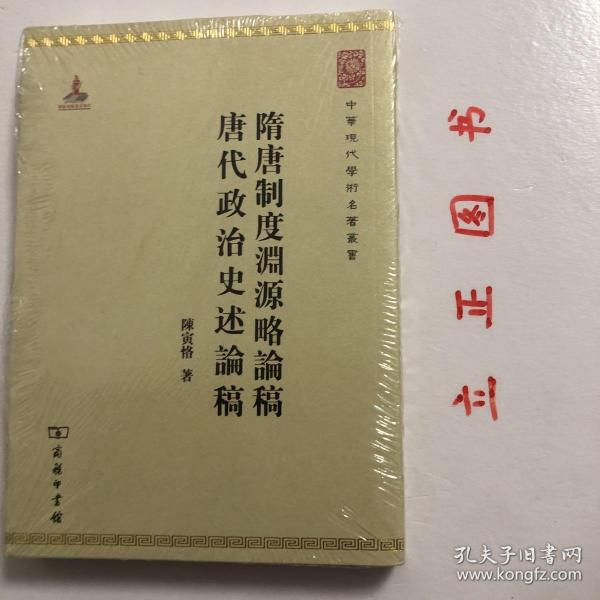 中華現代學術名著叢書
隋唐制度淵源略論稿
唐代政治史述論稿
陳寅恪 著
商務印書館
立正图书
孔夫子旧书网
www.kongfz.com